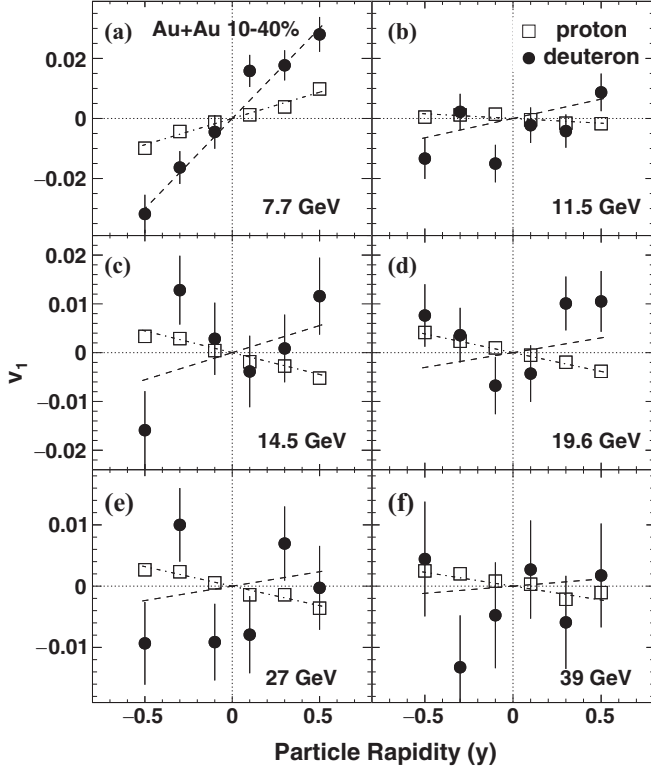 (a) Au+Au 10-40%
0.02
0
−0.02
7.7 GeV
(b) proton
deuteron
11.5 GeV
(c)
0.02
0.01
0
−0.01
−0.02
14.5 GeV
(d)
19.6 GeV
v1
(e)
0.01
0
−0.01
27 GeV
(f)
39 GeV
−0.5 0 0.5
−0.5 0 0.5
Particle Rapidity (y)